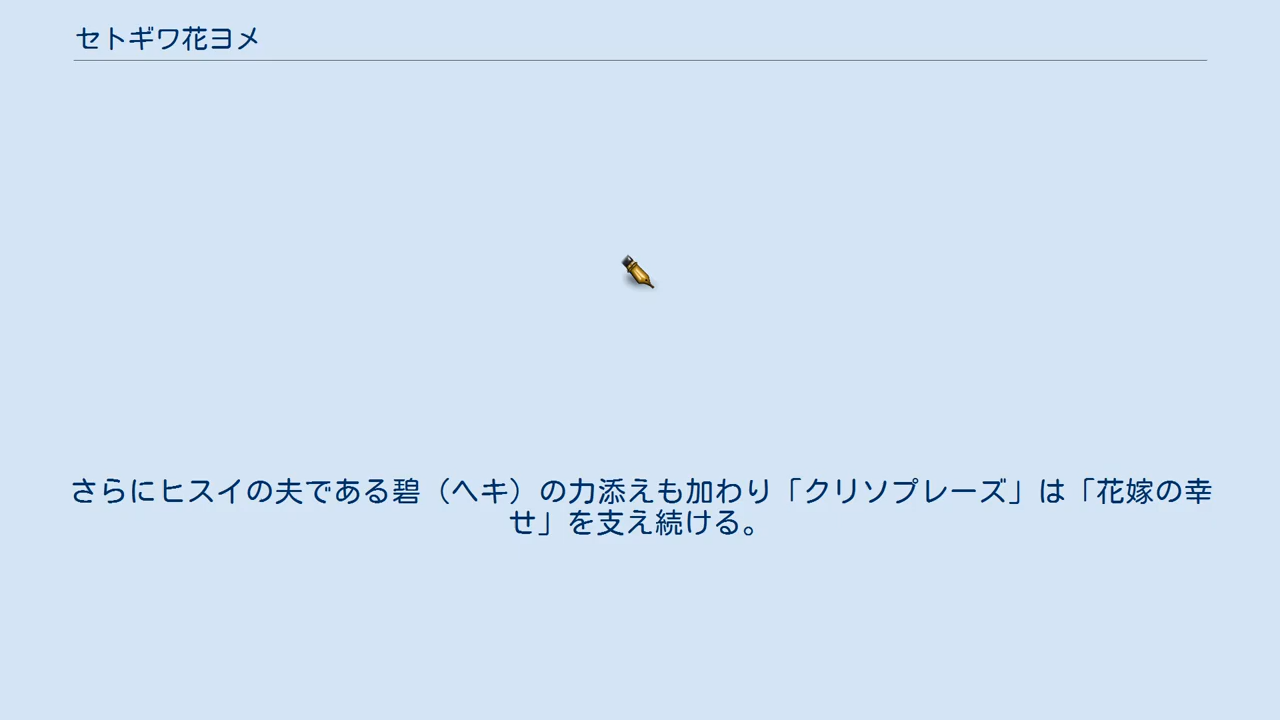 セトギワ花ヨメ
さらにヒスイの夫である碧（ヘキ）の力添えも加わり「クリソプレーズ」は「花嫁の幸
せ」を支え続ける。